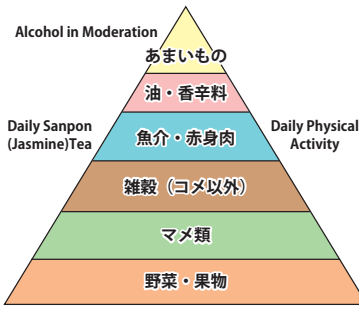 Alcohol in Moderation
あまいもの
油・香辛料
Daily Sanpon
(Jasmine)Tea
魚介・赤身肉
Daily Physical
Activity
雑穀（コメ以外）
マメ類
野菜・果物